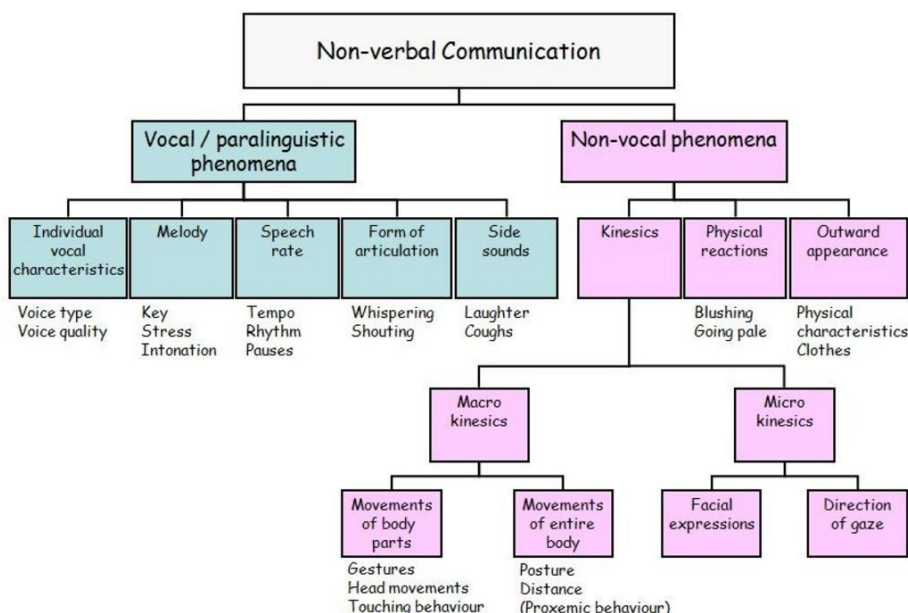 Non-verbal Communication
Vocal / paralinguistic
phenomena
Non-vocal phenomena
Individual
vocal
characteristics
Voice type
Voice quality
Melody
Key
Stress
Intonation
Speech
rate
Tempo
Rhythm
Pauses
Form of
articulation
Whispering
Shouting
Side
sounds
Laughter
Coughs
Kinesics
Physical
reactions
Blushing
Going pale
Outward
appearance
Physical
characteristics
Clothes
Macro
kinesics
Micro
kinesics
Movements
of body
parts
Gestures
Head movements
Touching behaviour
Movements
of entire
body
Posture
Distance
(Proxemic behaviour)
Facial
expressions
Direction
of gaze